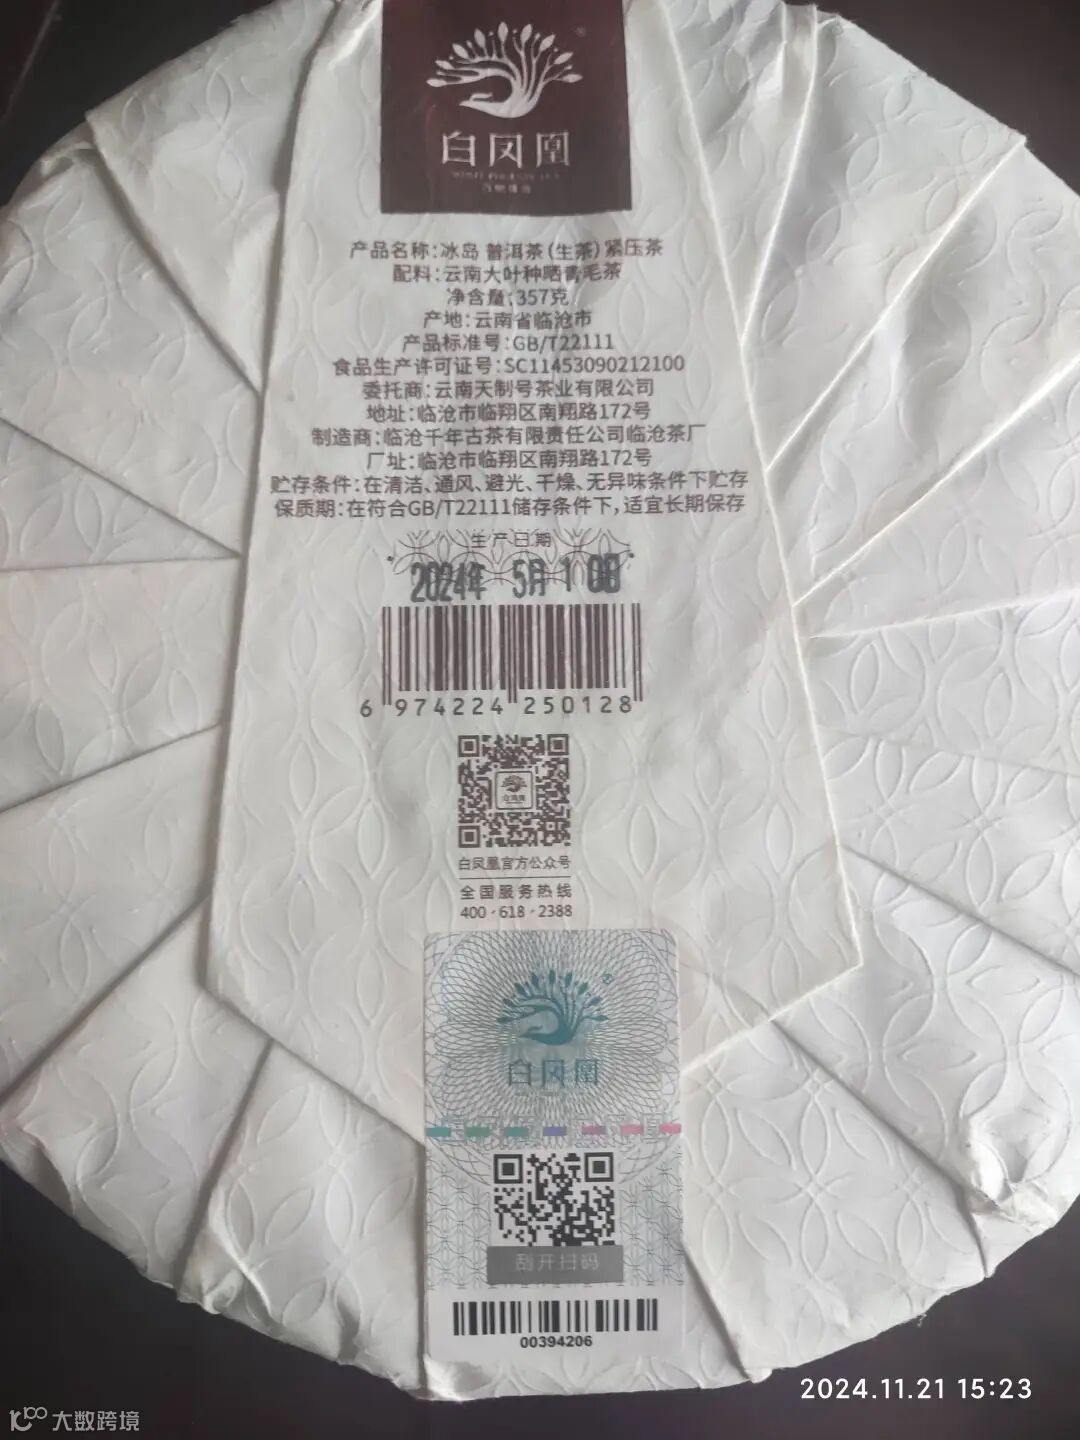 ®
白凤凰
产品名称：冰岛 普洱茶（生茶）紧压茶
配料：云南大叶种晒青毛茶
净含量：357克
产地：云南省临沧市
产品标准号：GB/T22111
食品生产许可证号：SC11453090212100
委托商：云南天制号茶业有限公司
地址：临沧市临翔区南翔路172号
制造商：临沧千年古茶有限责任公司临沧茶厂
厂址：临沧市临翔区南翔路172号
贮存条件：在清洁、通风、避光、干燥、无异味条件下贮存
保质期：在符合GB/T22111储存条件下，适宜长期保存
生产日期
2024年 5月10日
6 974224 250128
白凤凰官方公众号
全国服务热线
400-618-2388
白凤凰
刮开扫码
00394206
2024.11.21 15:23
大数跨境